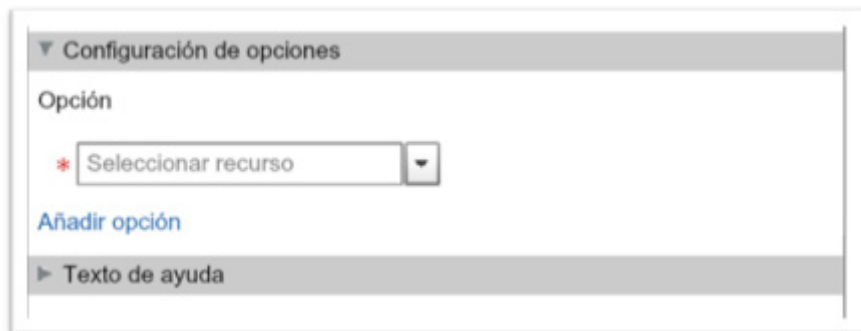 Configuración de opciones
Opción
* Seleccionar recurso
Añadir opción
Texto de ayuda